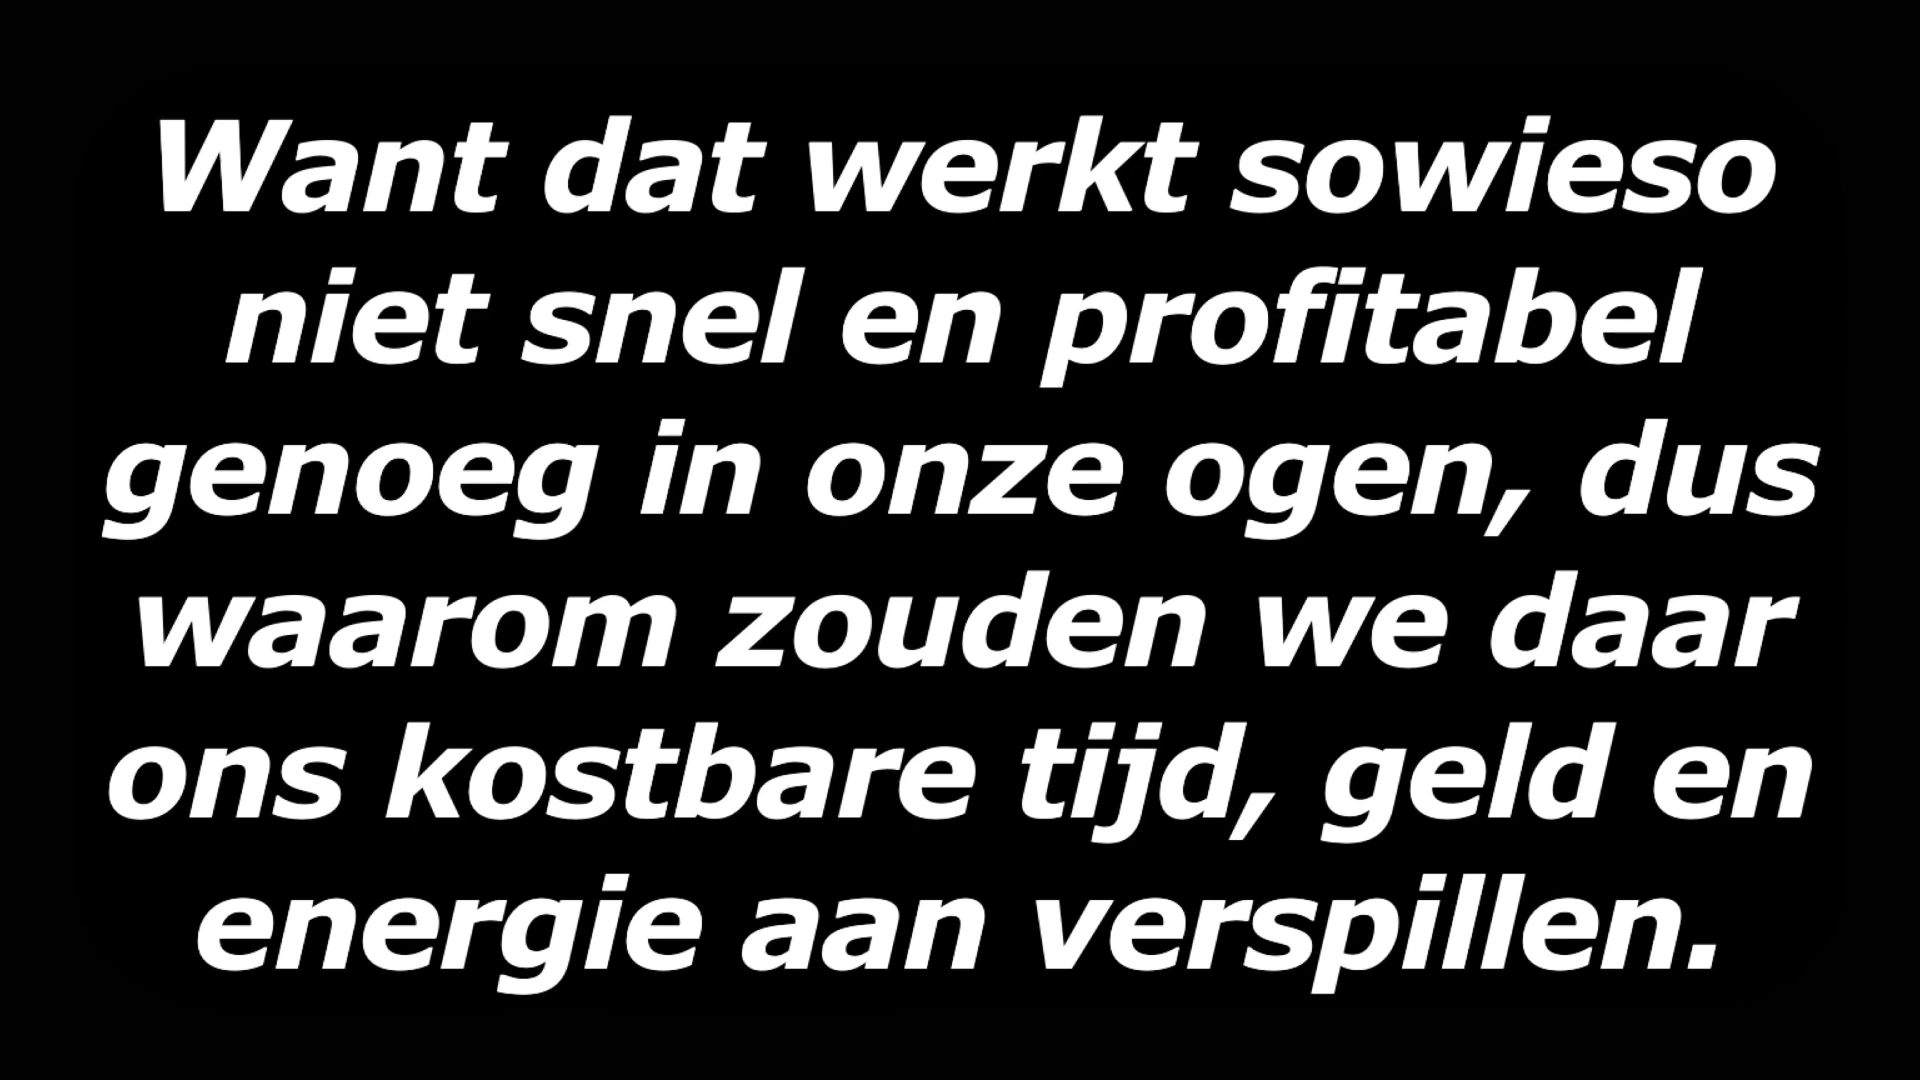 Want dat werkt sowieso
niet snel en profitabel
genoeg in onze ogen, dus
waarom zouden we daar
ons kostbare tijd, geld en
energie aan verspillen.